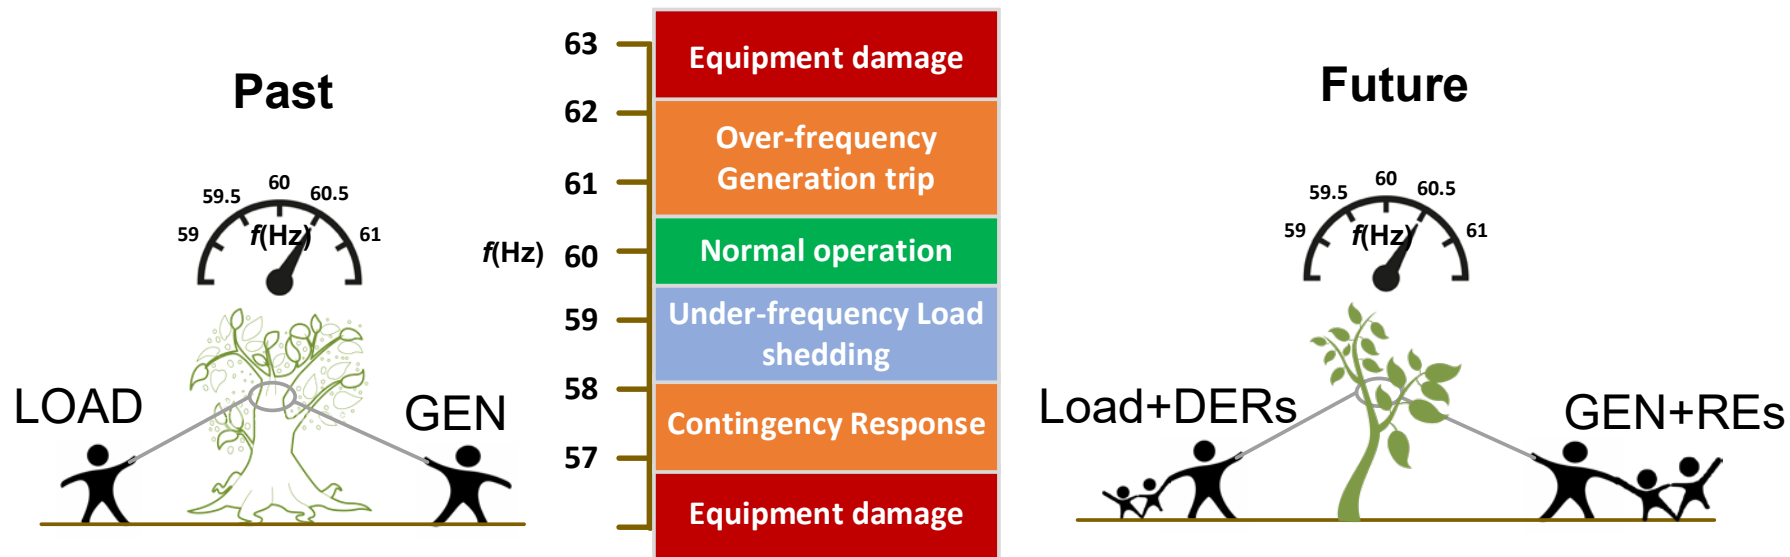 Past
59
59.5
60
60.5
61
f(Hz)
LOAD
GEN
f(Hz)
63
62
61
60
59
58
57
Equipment damage
Over-frequency
Generation trip
Normal operation
Under-frequency Load
shedding
Contingency Response
Equipment damage
Future
59
59.5
60
60.5
61
f(Hz)
Load+DERs
GEN+REs